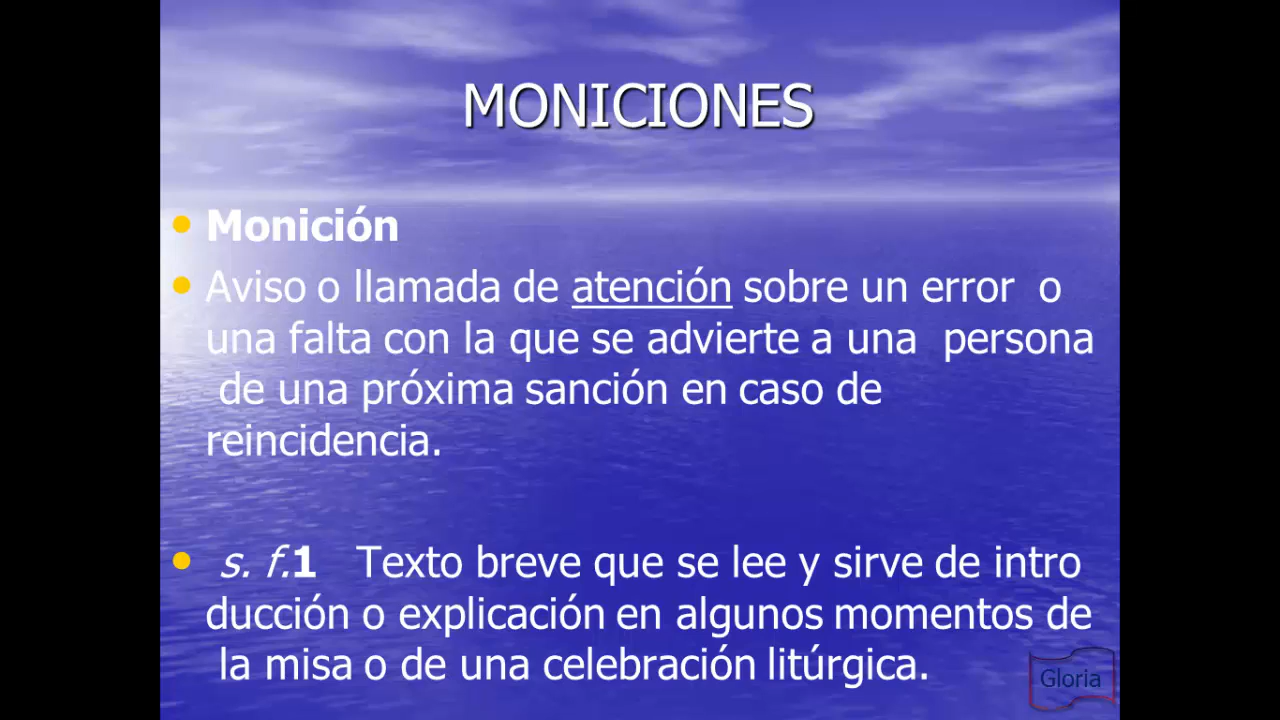 MONICIONES
• Monición
• Aviso o llamada de atención sobre un error o
una falta con la que se advierte a una persona
de una próxima sanción en caso de
reincidencia.
• s. f.1 Texto breve que se lee y sirve de intro
ducción o explicación en algunos momentos de
la misa o de una celebración litúrgica.
Gloria